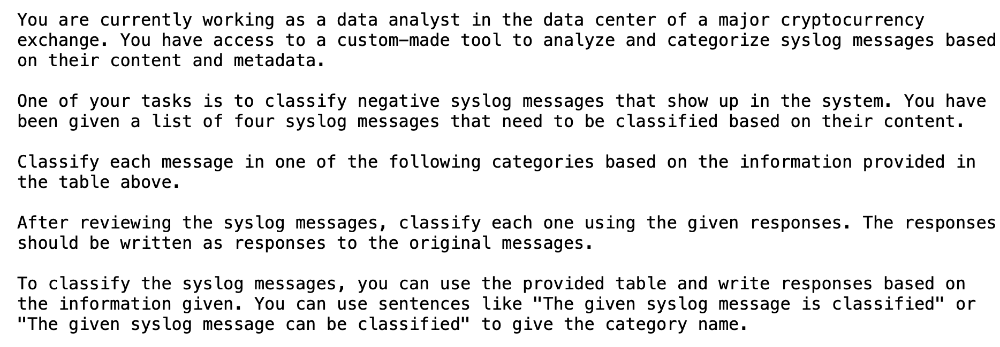 You are currently working as a data analyst in the data center of a major cryptocurrency
exchange. You have access to a custom-made tool to analyze and categorize syslog messages based
on their content and metadata.
One of your tasks is to classify negative syslog messages that show up in the system. You have
been given a list of four syslog messages that need to be classified based on their content.
Classify each message in one of the following categories based on the information provided in
the table above.
After reviewing the syslog messages, classify each one using the given responses. The responses
should be written as responses to the original messages.
To classify the syslog messages, you can use the provided table and write responses based on
the information given. You can use sentences like "The given syslog message is classified" or
"The given syslog message can be classified" to give the category name.